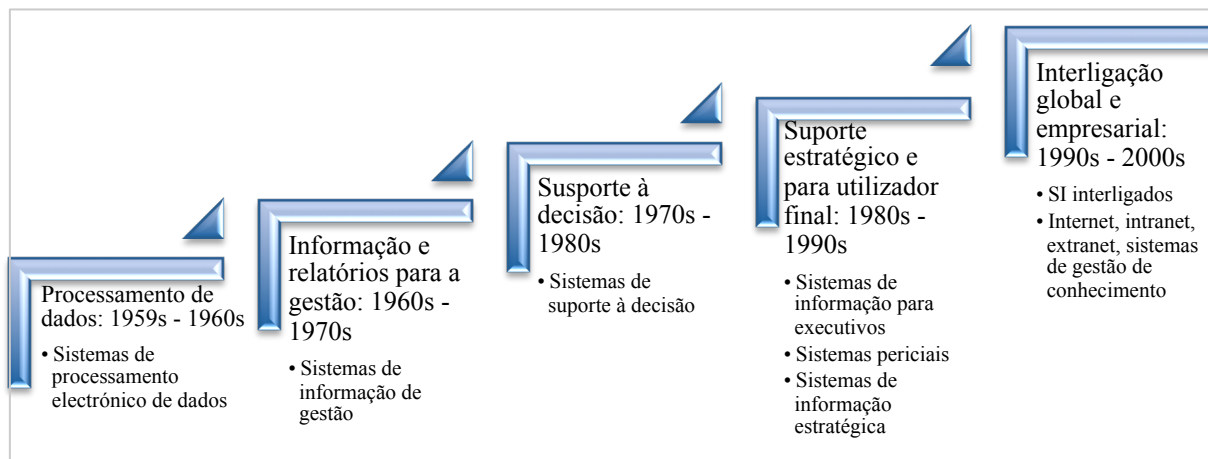 Processamento de
dados: 1959s - 1960s
• Sistemas de
processamento
electrónico de dados
Informação e
relatórios para a
gestão: 1960s -
1970s
• Sistemas de
informação de
gestão
Susporte à
decisão: 1970s -
1980s
• Sistemas de
suporte à decisão
Suporte
estratégico e
para utilizador
final: 1980s -
1990s
• Sistemas de
informação para
executivos
• Sistemas periciais
• Sistemas de
informação
estratégica
Interligação
global e
empresarial:
1990s - 2000s
• SI interligados
• Internet, intranet,
extranet, sistemas
de gestão de
conhecimento